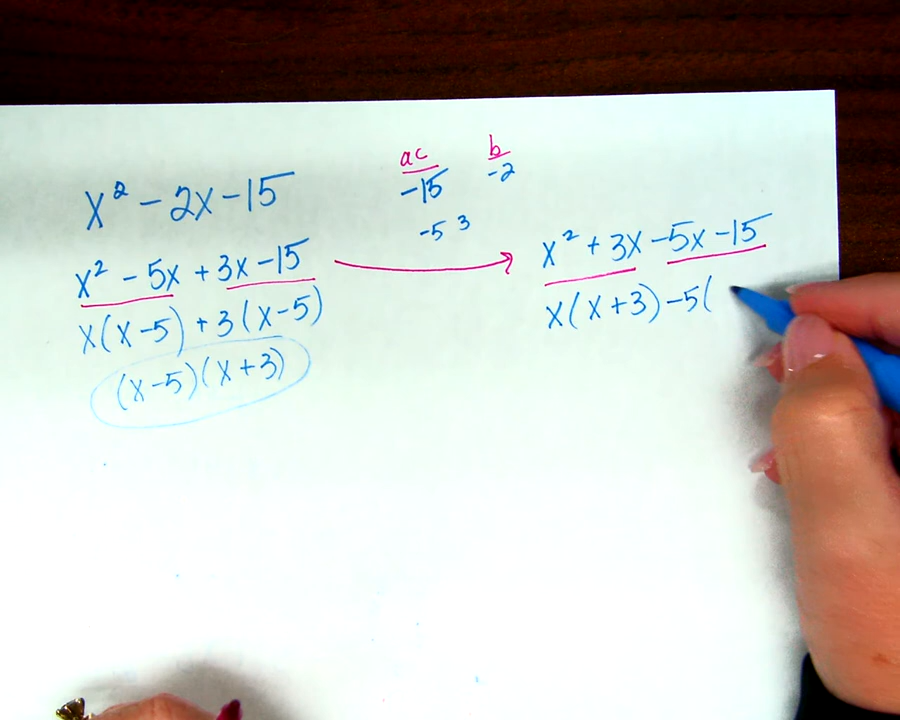 x² - 2x - 15
ac b
-15 -2
-5 3
x² - 5x + 3x - 15
x(x-5) + 3(x-5)
(x-5)(x+3)
x² + 3x - 5x - 15
x(x+3) - 5(